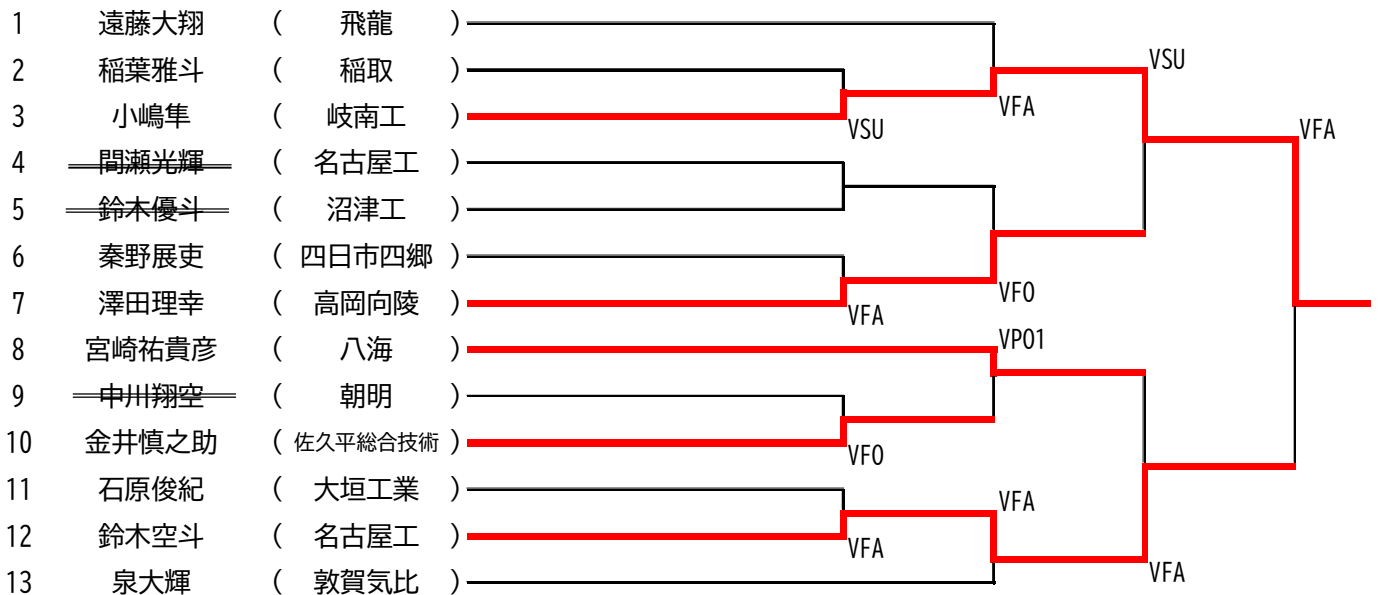 1 遠藤大翔 ( 飛龍 )
2 稲葉雅斗 ( 稲取 ) VSU
3 小嶋隼 ( 岐南工 ) VSU VFA VFA
4 間瀬光輝 ( 名古屋工 )
5 鈴木優斗 ( 沼津工 )
6 秦野展吏 ( 四日市四郷 )
7 澤田理幸 ( 高岡向陵 ) VFA VFO
8 宮崎祐貴彦 ( 八海 ) VPO1
9 中川翔空 ( 朝明 )
10 金井慎之助 ( 佐久平総合技術 ) VFO
11 石原俊紀 ( 大垣工業 ) VFA
12 鈴木空斗 ( 名古屋工 ) VFA
13 泉大輝 ( 敦賀気比 ) VFA